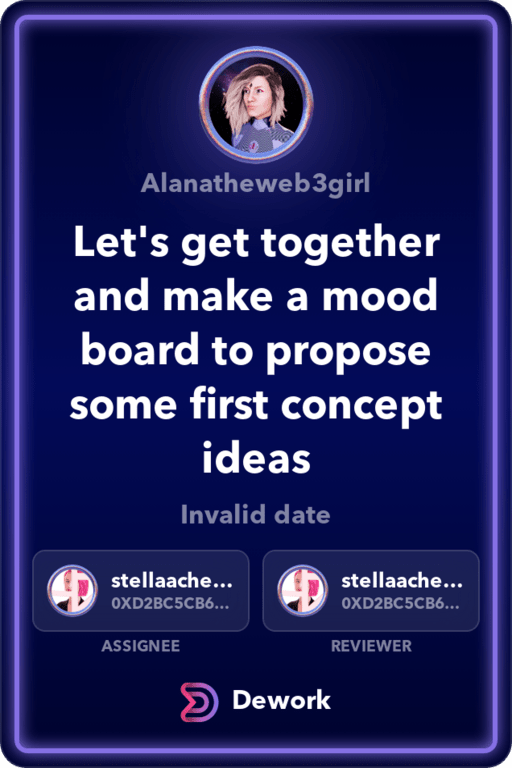 Alanatheweb3girl
Let's get together
and make a mood
board to propose
some first concept
ideas
Invalid date
stellaache...
0XD2BC5CB6...
ASSIGNEE
stellaache...
0XD2BC5CB6...
REVIEWER
Dework